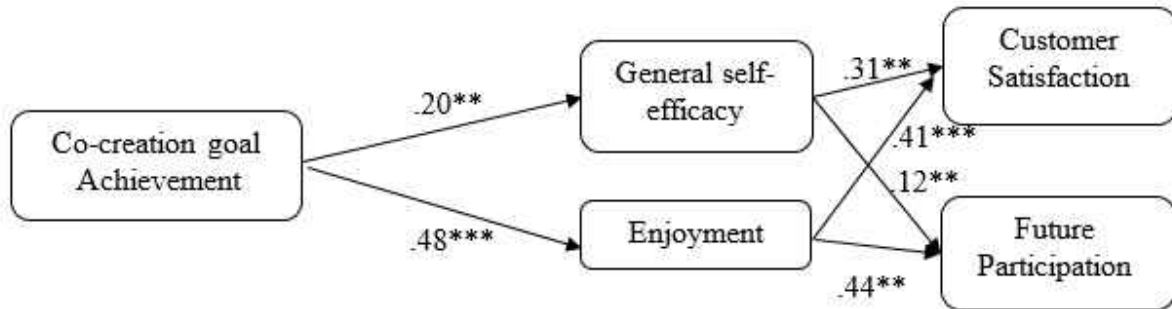 Customer
Satisfaction
General self-
efficacy
.31**
.20**
Co-creation goal
Achievement
.41***
.12**
.48***
Enjoyment
Future
Participation
.44**